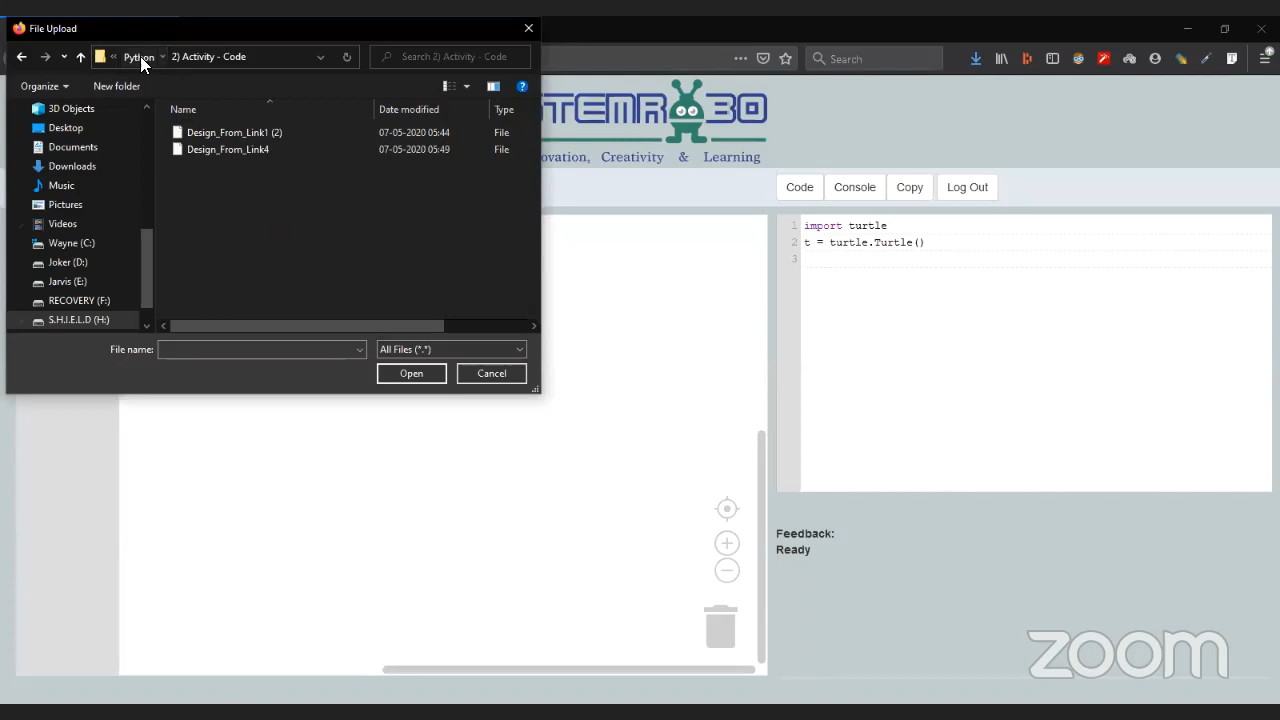 File Upload
« Python 2) Activity - Code
Search 2) Activity - Code
Search
Organize New folder
3D Objects
Desktop
Documents
Downloads
Music
Pictures
Videos
Wayne (C:)
Joker (D:)
Jarvis (E:)
RECOVERY (F:)
S.H.I.E.L.D (H:)
Name Date modified Type
Design_From_Link1 (2) 07-05-2020 05:44 File
Design_From_Link4 07-05-2020 05:49 File
File name: All Files (*.*)
Open Cancel
ovation, Creativity & Learning
Code Console Copy Log Out
1 import turtle
2 t = turtle.Turtle()
3
Feedback:
Ready
zoom